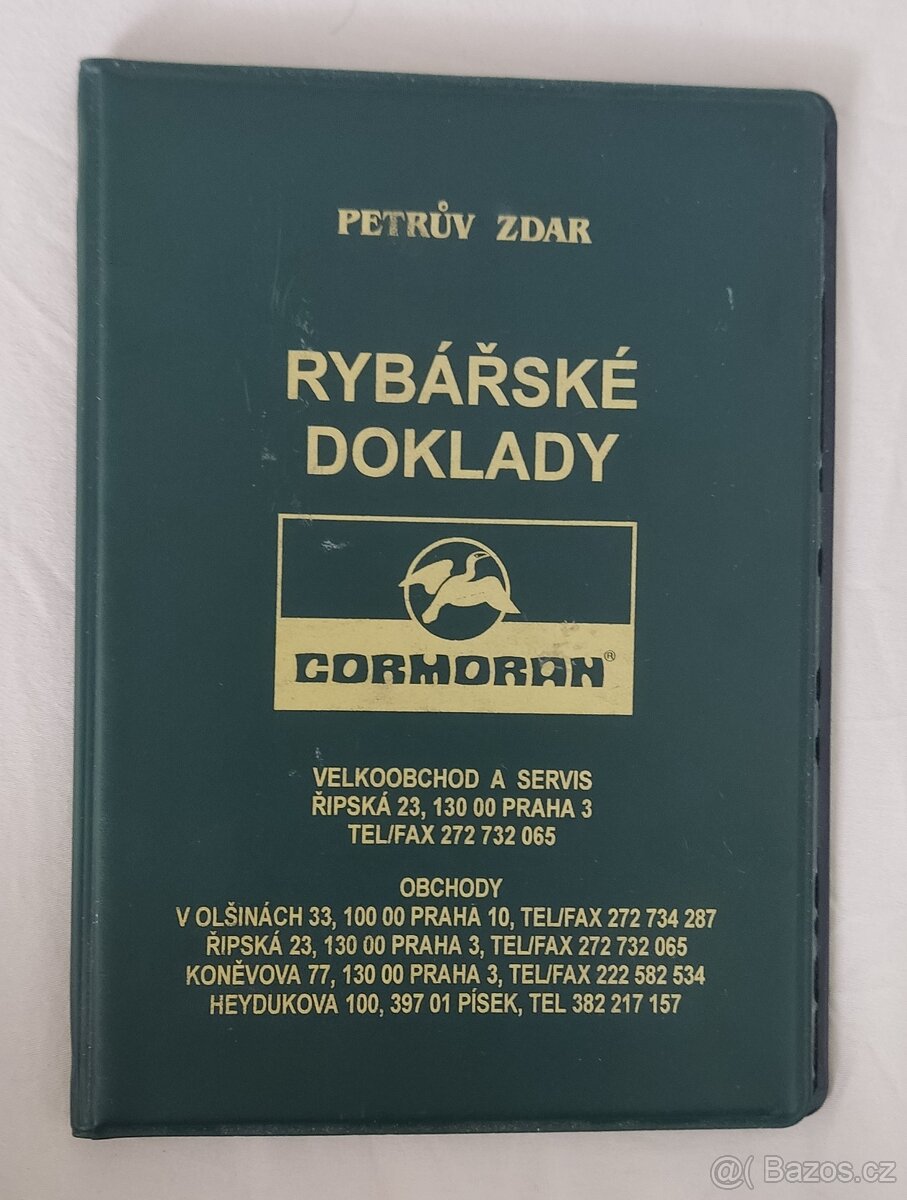 PETRŮV ZDAR
RYBÁŘSKÉ
DOKLADY
CORMORAN®
VELKOOBCHOD A SERVIS
ŘIPSKÁ 23, 130 00 PRAHA 3
TEL/FAX 272 732 065
OBCHODY
V OLŠINÁCH 33, 100 00 PRAHA 10, TEL/FAX 272 734 287
ŘIPSKÁ 23, 130 00 PRAHA 3, TEL/FAX 272 732 065
KONĚVOVA 77, 130 00 PRAHA 3, TEL/FAX 222 582 534
HEYDUKOVA 100, 397 01 PÍSEK, TEL 382 217 157
@( Bazos.cz